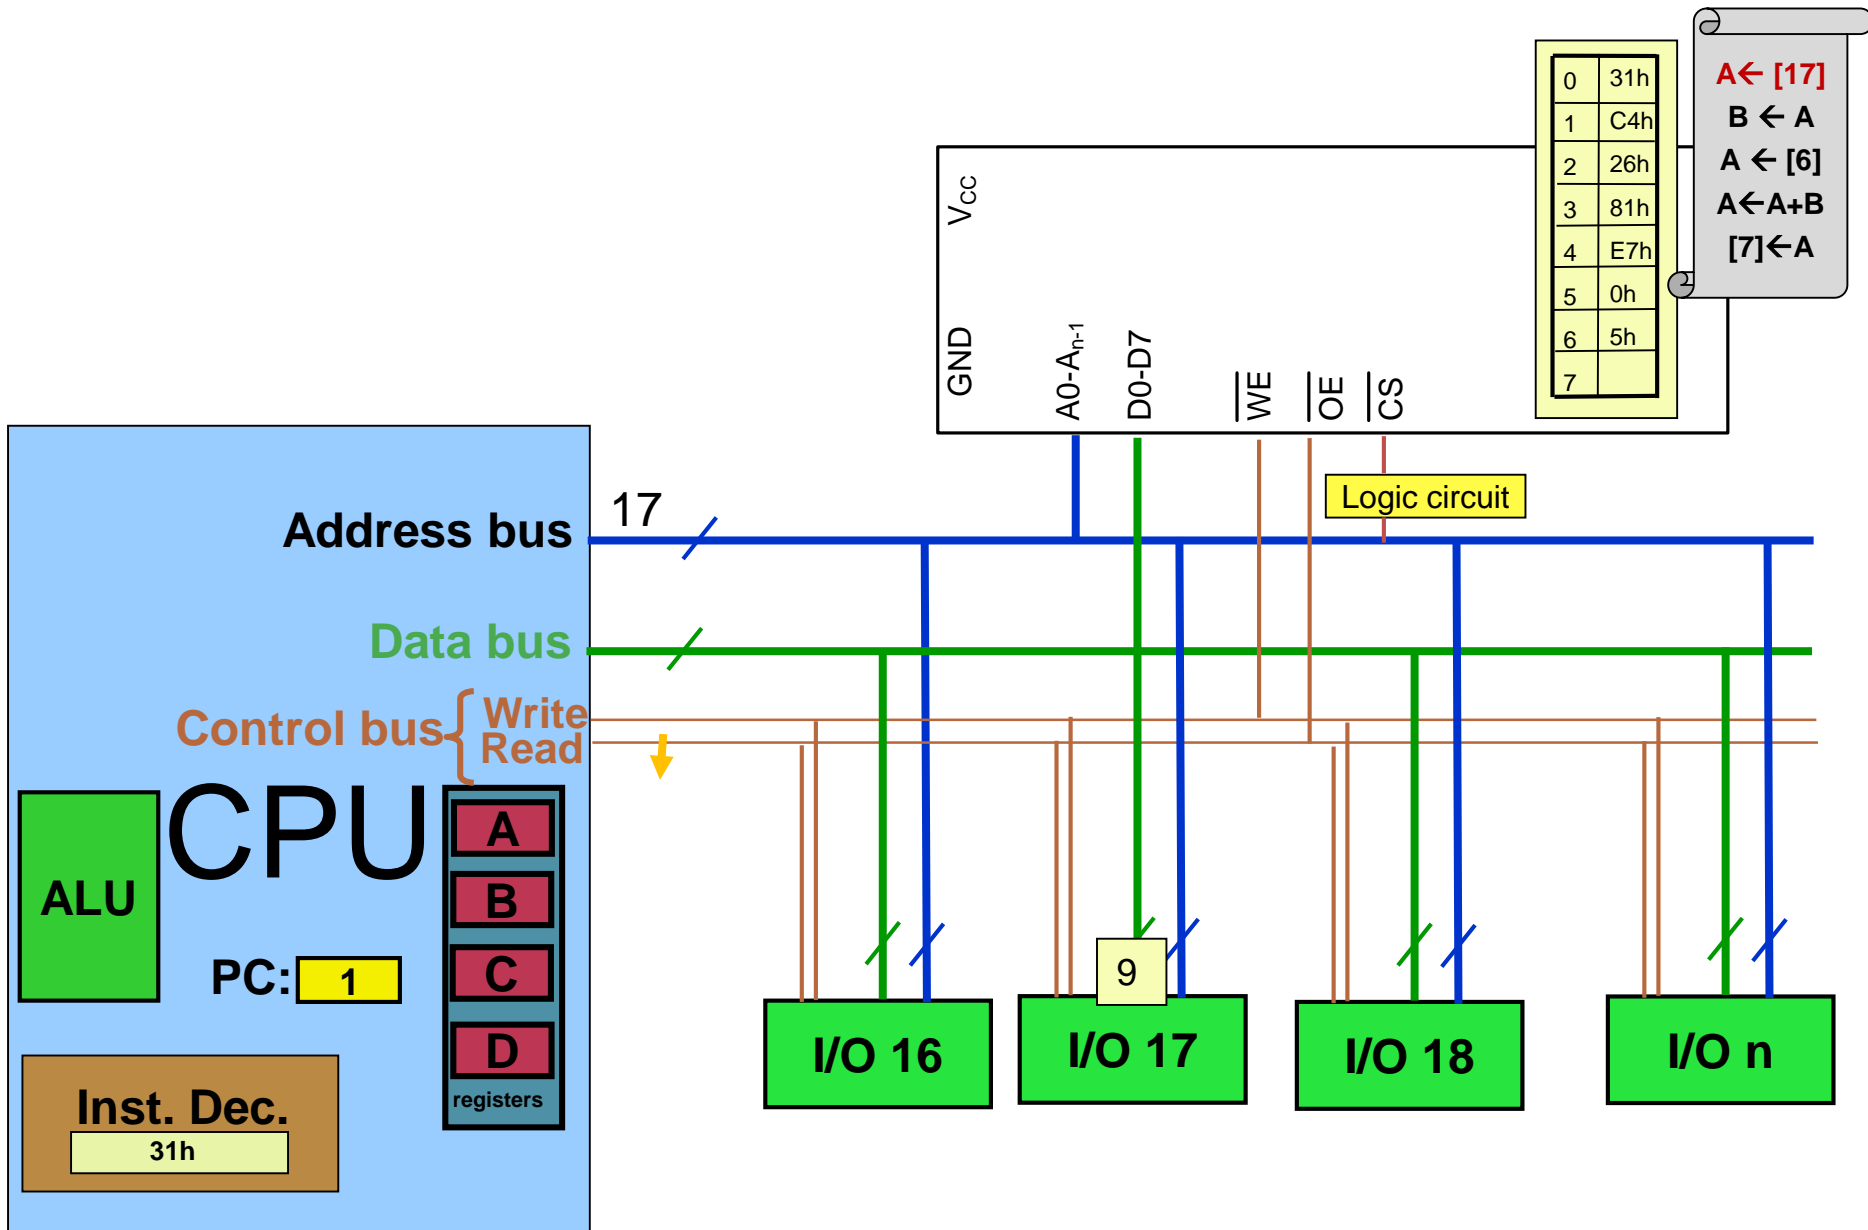 0 31h
1 C4h
2 26h
3 81h
4 E7h
5 0h
6 5h
7
A← [17]
B ← A
A ← [6]
A←A+B
[7]←A
VCC
GND
A0-An-1
D0-D7
WE
OE
CS
Logic circuit
17
Address bus
Data bus
Control bus { Write
Read
CPU
ALU
A
B
C
D
registers
PC: 1
Inst. Dec.
31h
9
I/O 16
I/O 17
I/O 18
I/O n